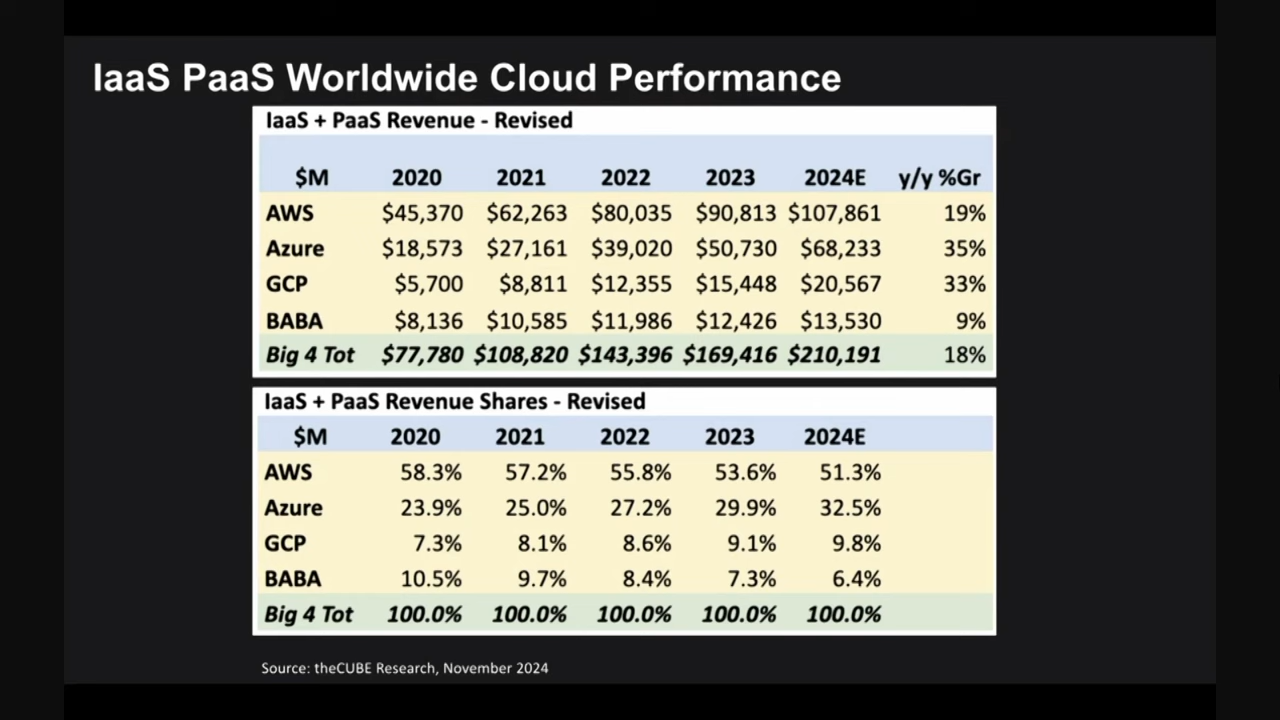 IaaS PaaS Worldwide Cloud Performance
IaaS + PaaS Revenue - Revised
$M 2020 2021 2022 2023 2024E y/y %Gr
AWS $45,370 $62,263 $80,035 $90,813 $107,861 19%
Azure $18,573 $27,161 $39,020 $50,730 $68,233 35%
GCP $5,700 $8,811 $12,355 $15,448 $20,567 33%
BABA $8,136 $10,585 $11,986 $12,426 $13,530 9%
Big 4 Tot $77,780 $108,820 $143,396 $169,416 $210,191 18%
IaaS + PaaS Revenue Shares - Revised
$M 2020 2021 2022 2023 2024E
AWS 58.3% 57.2% 55.8% 53.6% 51.3%
Azure 23.9% 25.0% 27.2% 29.9% 32.5%
GCP 7.3% 8.1% 8.6% 9.1% 9.8%
BABA 10.5% 9.7% 8.4% 7.3% 6.4%
Big 4 Tot 100.0% 100.0% 100.0% 100.0% 100.0%
Source: theCUBE Research, November 2024